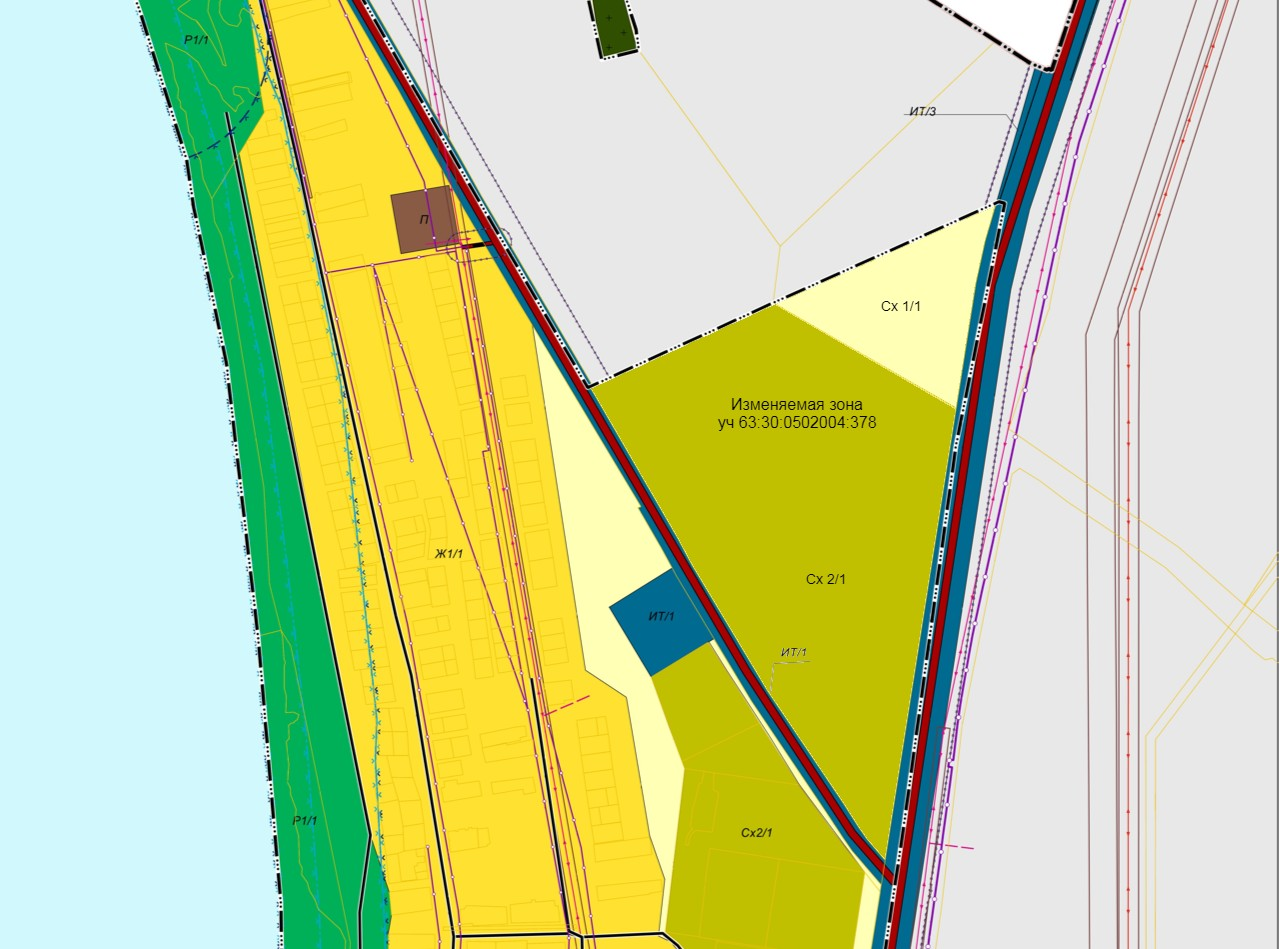 Р1/1
ИТ/3
П
Сх 1/1
Изменяемая зона
уч 63:30:0502004:378
Ж1/1
Сх 2/1
ИТ/1
ИТ/1
Р1/1
Сх2/1